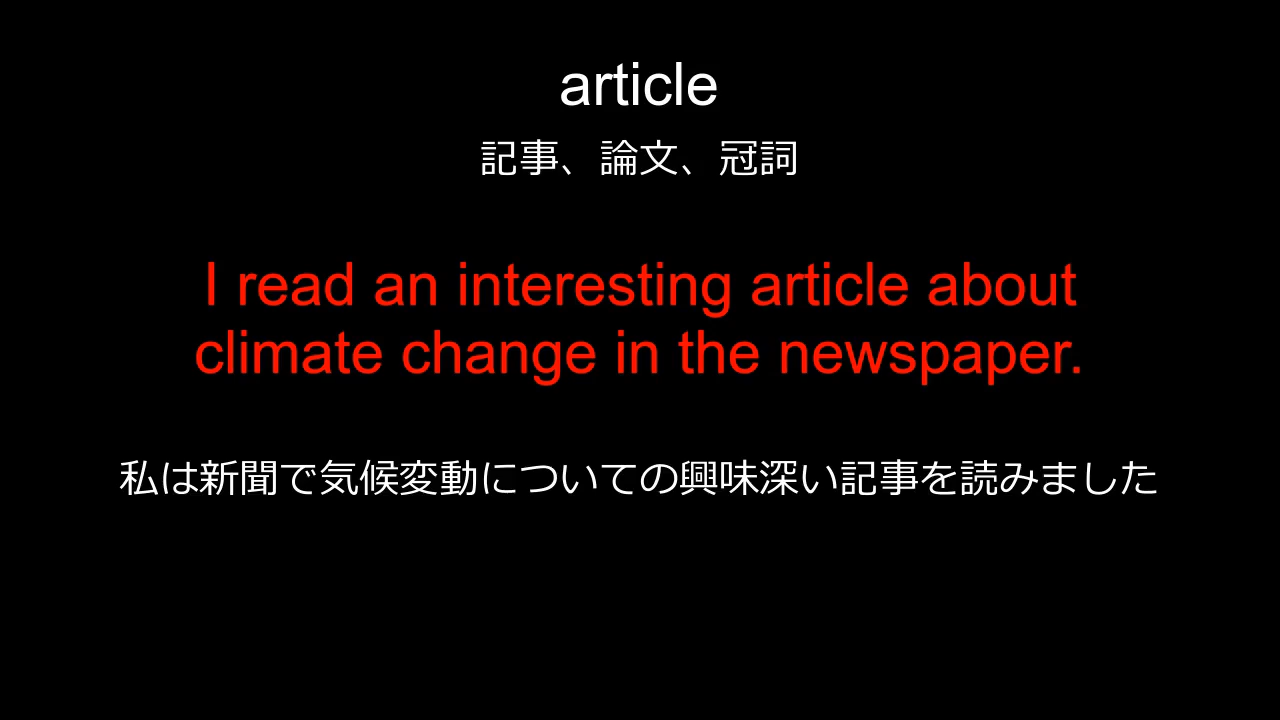 article
記事、論文、冠詞
I read an interesting article about
climate change in the newspaper.
私は新聞で気候変動についての興味深い記事を読みました